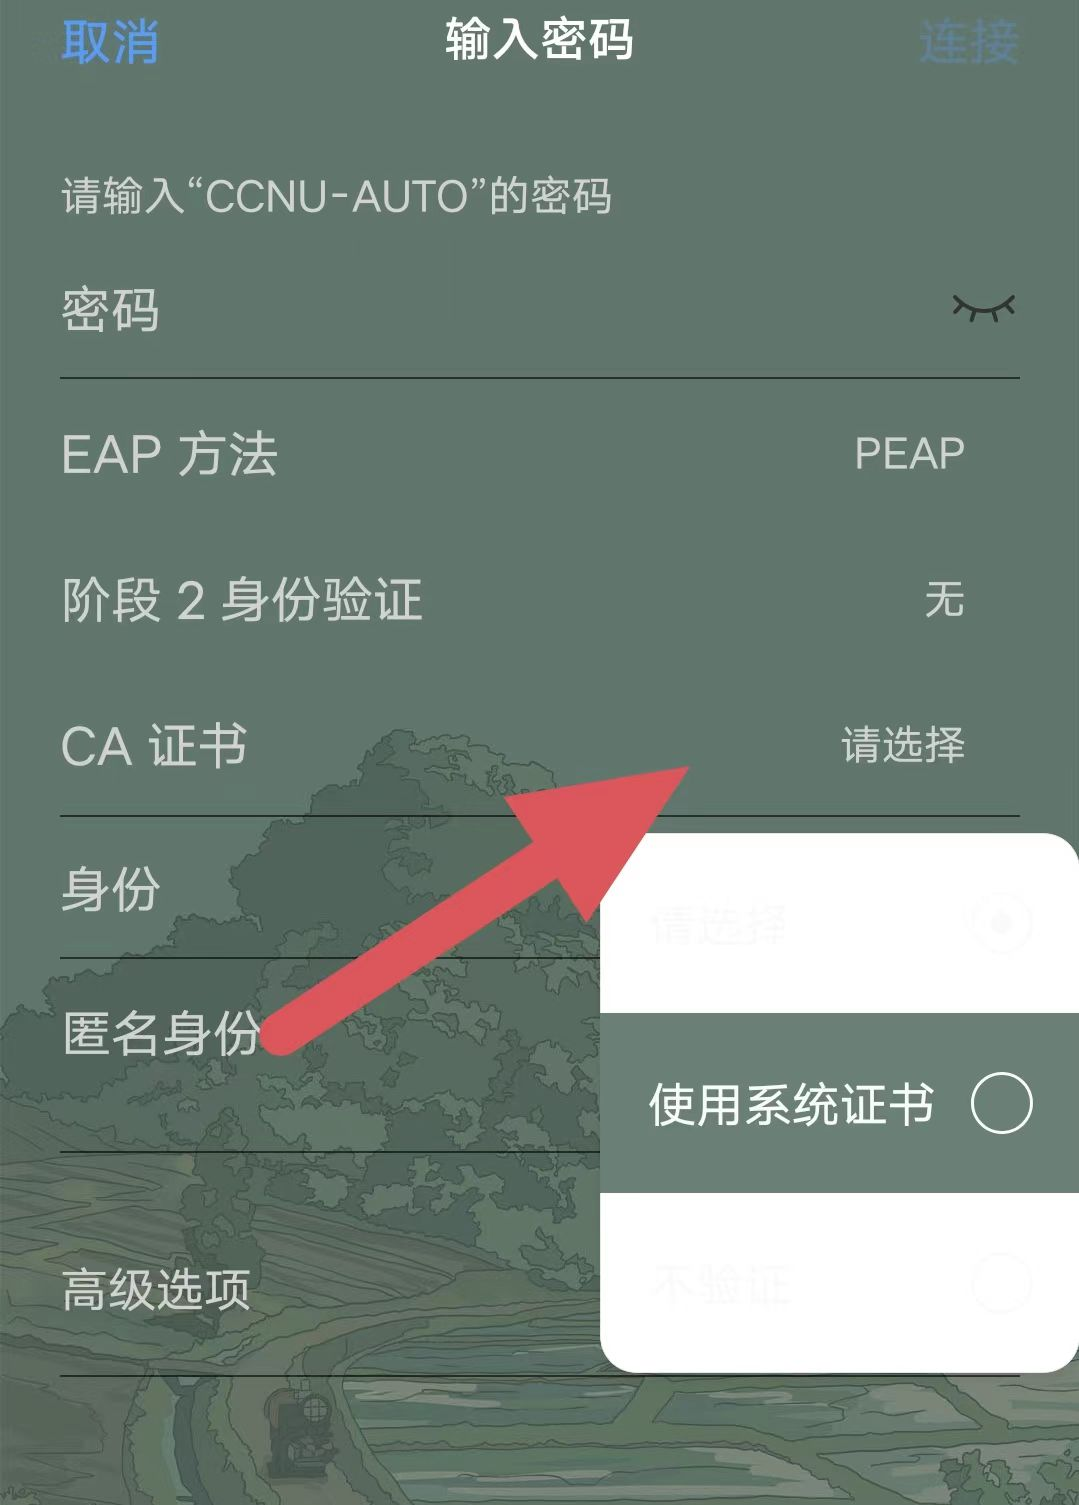 取消
输入密码
连接
请输入“CCNU-AUTO”的密码
密码
EAP 方法
PEAP
阶段 2 身份验证
无
CA 证书
请选择
身份
请选择
匿名身份
使用系统证书
高级选项
不验证